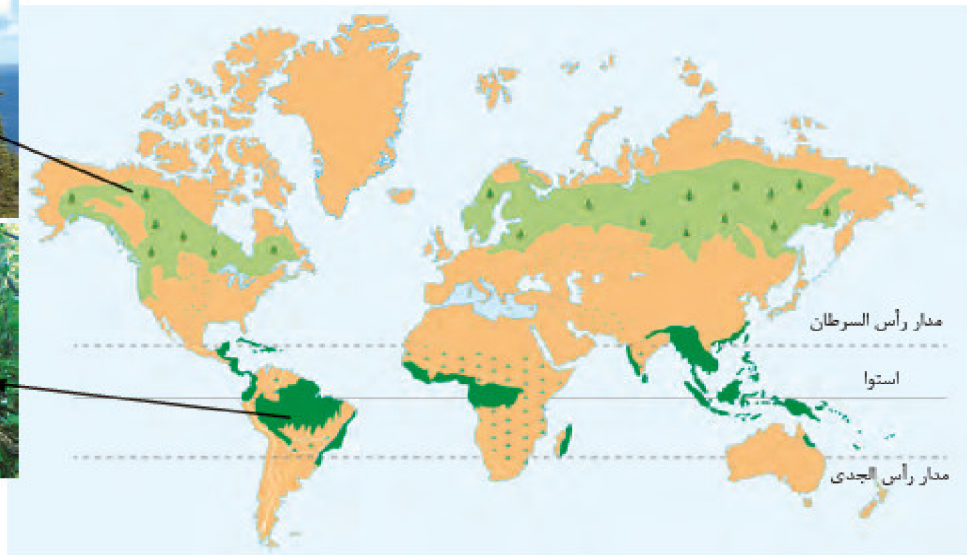 مدار رأس السرطان
استوا
مدار رأس الجدی